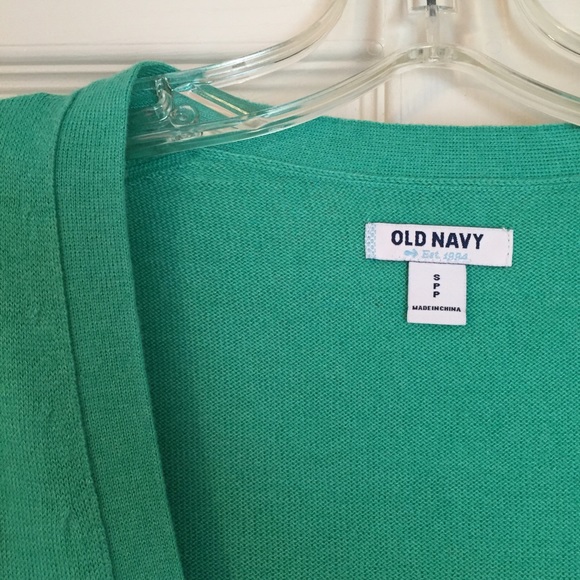 OLD NAVY
Est. 1994
S
P
P
MADE IN CHINA